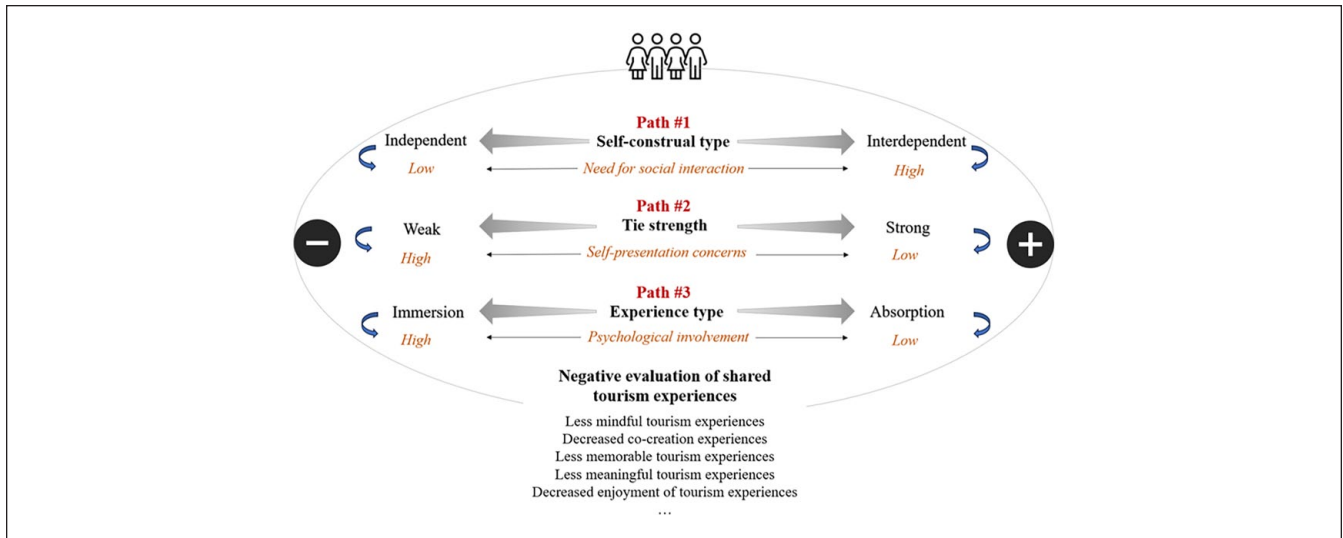 Path #1
Independent Self-construal type Interdependent
Low Need for social interaction High
Path #2
Weak Tie strength Strong
High Self-presentation concerns Low
Path #3
Immersion Experience type Absorption
High Psychological involvement Low
Negative evaluation of shared
tourism experiences
Less mindful tourism experiences
Decreased co-creation experiences
Less memorable tourism experiences
Less meaningful tourism experiences
Decreased enjoyment of tourism experiences
…